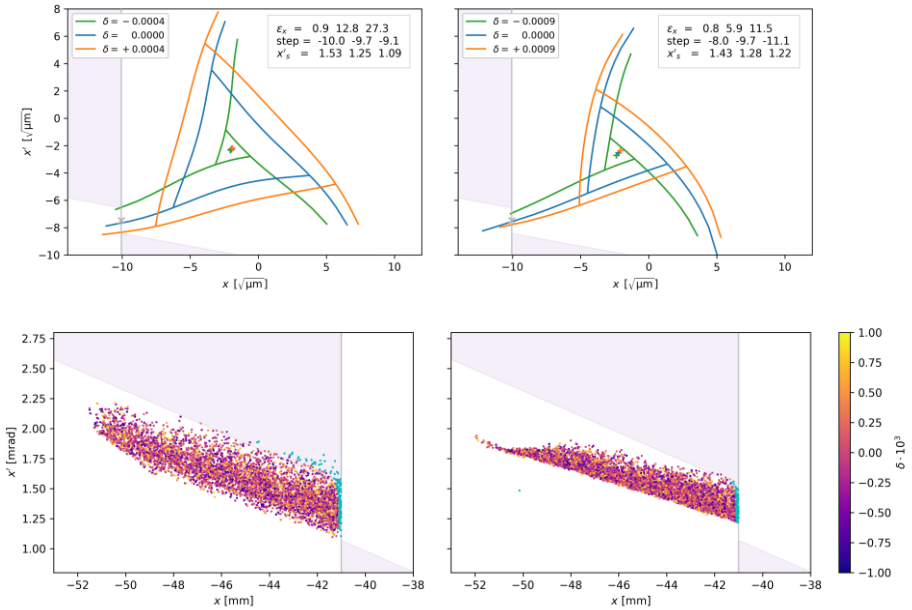 δ = −0.0004
δ = 0.0000
δ = +0.0004
εx = 0.9 12.8 27.3
step = -10.0 -9.7 -9.1
x's = 1.53 1.25 1.09
8
6
4
2
0
−2
−4
−6
−8
−10
x′ [√μm]
−10 −5 0 5 10
x [√μm]
δ = −0.0009
δ = 0.0000
δ = +0.0009
εx = 0.8 5.9 11.5
step = -8.0 -9.7 -11.1
x's = 1.43 1.28 1.22
−10 −5 0 5 10
x [√μm]
2.75
2.50
2.25
2.00
1.75
1.50
1.25
1.00
x′ [mrad]
−52 −50 −48 −46 −44 −42 −40 −38
x [mm]
−52 −50 −48 −46 −44 −42 −40 −38
x [mm]
1.00
0.75
0.50
0.25
0.00
−0.25
−0.50
−0.75
−1.00
δ · 10³